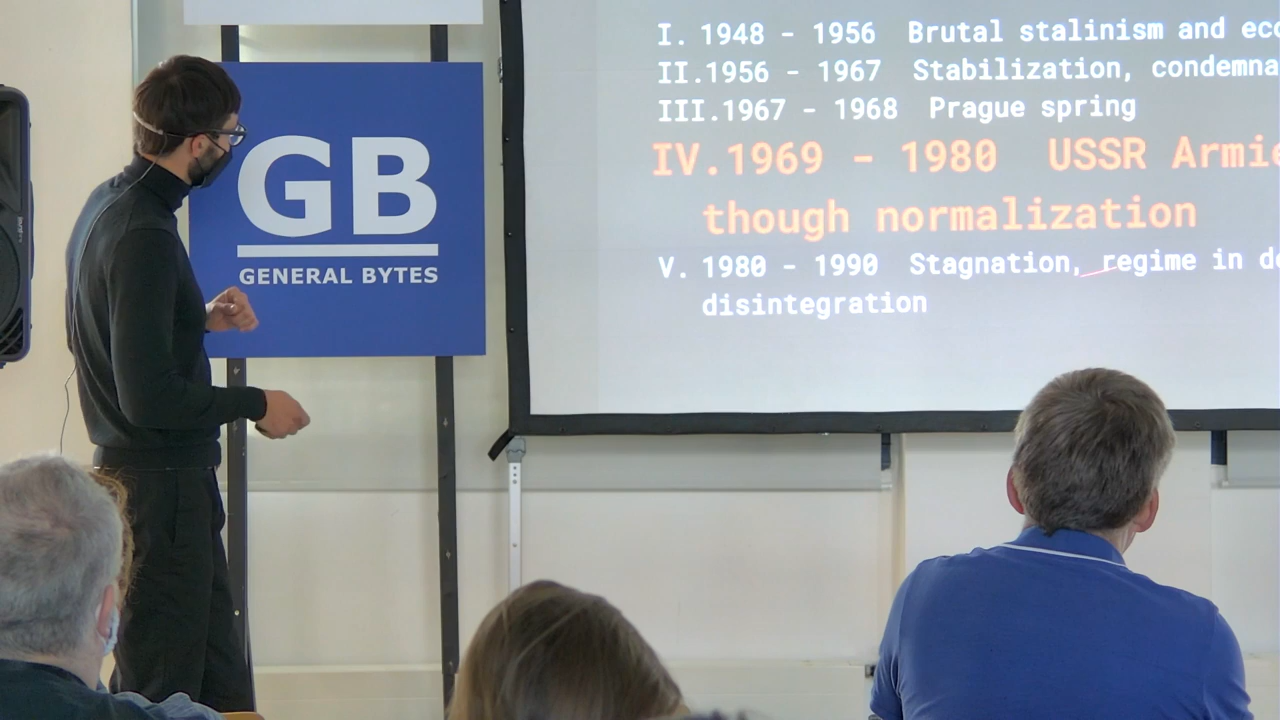 GB
GENERAL BYTES
I. 1948 - 1956 Brutal stalinism and
II.1956 - 1967 Stabilization,
III.1967 - 1968 Prague spring
IV.1969 - 1980 USSR
though normalization
V. 1980 - 1990 Stagnation, regime in
disintegration